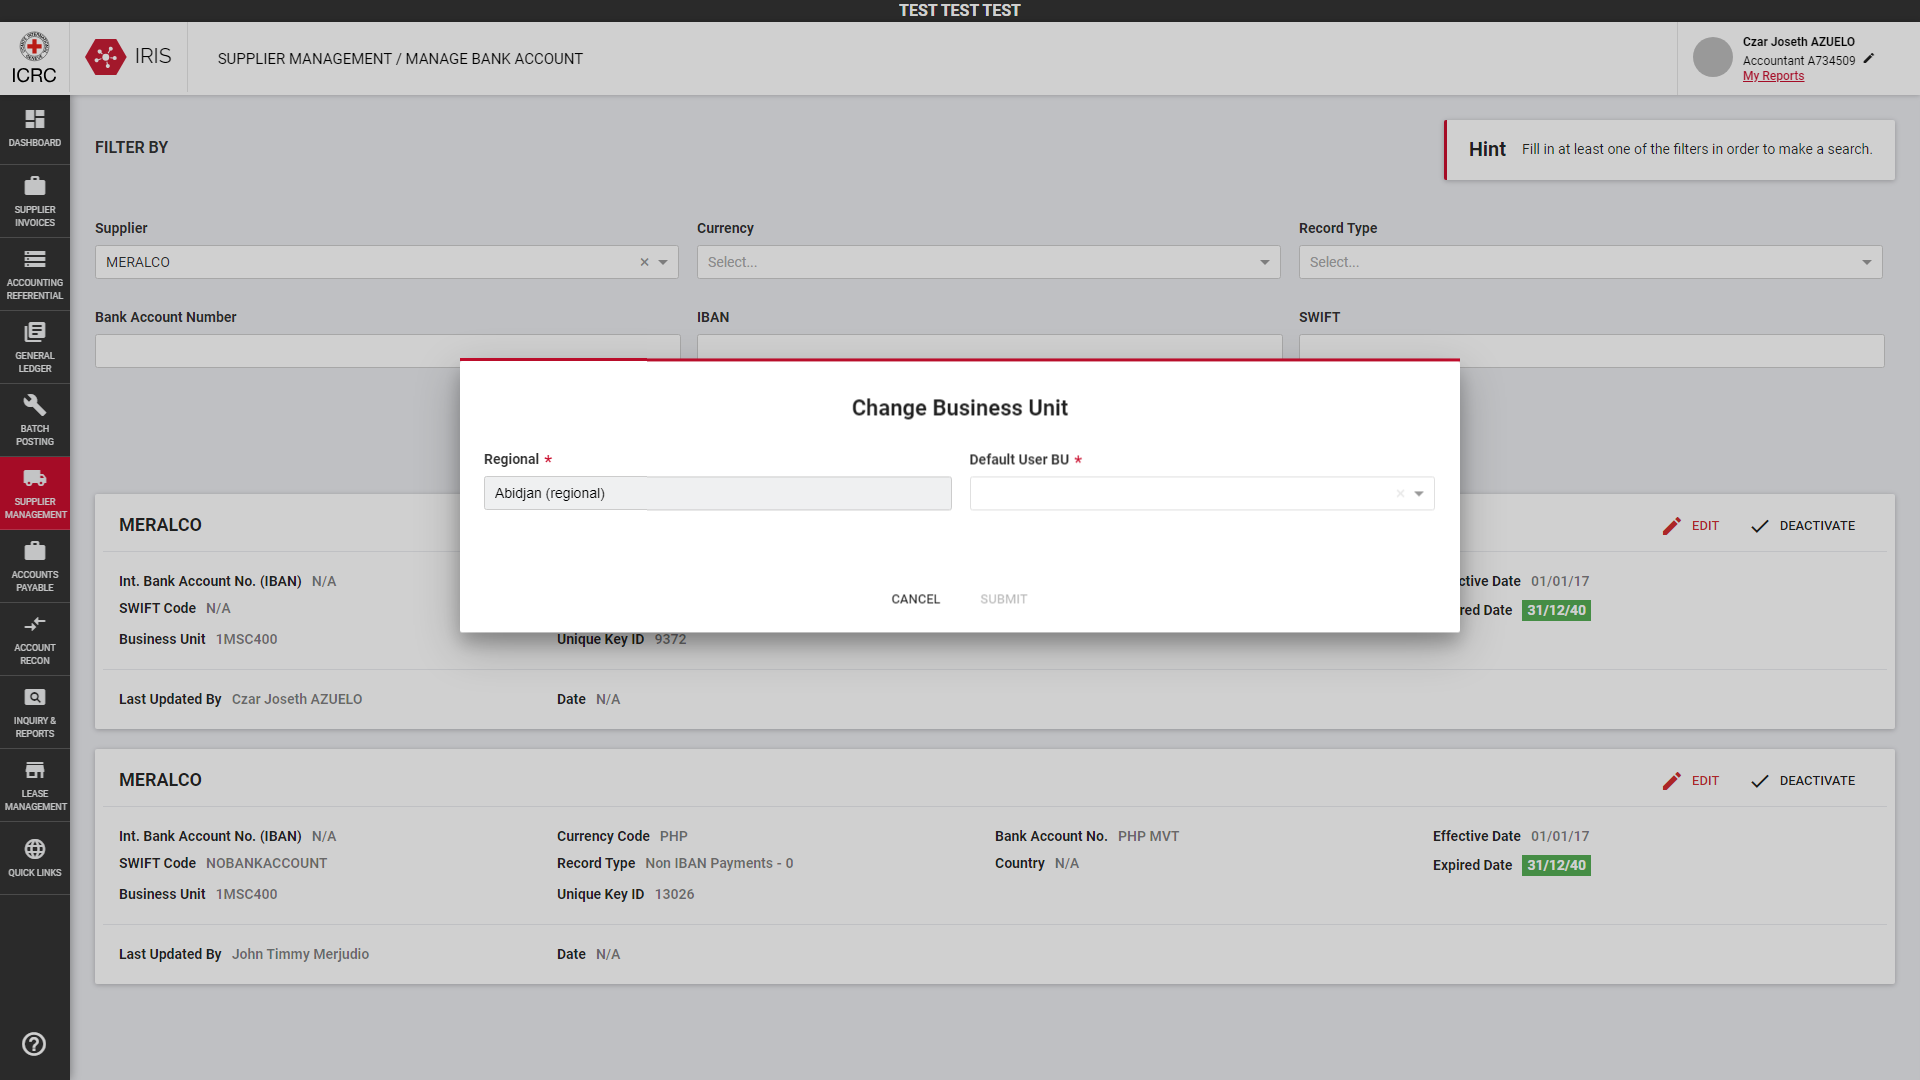 TEST TEST TEST
ICRC
IRIS
SUPPLIER MANAGEMENT / MANAGE BANK ACCOUNT
Czar Joseth AZUELO
Accountant A734509
My Reports
DASHBOARD
SUPPLIER
INVOICES
ACCOUNTING
REFERENTIAL
GENERAL
LEDGER
BATCH
POSTING
SUPPLIER
MANAGEMENT
ACCOUNTS
PAYABLE
ACCOUNT
RECON
INQUIRY &
REPORTS
LEASE
MANAGEMENT
QUICK LINKS
FILTER BY
Hint Fill in at least one of the filters in order to make a search.
Supplier Currency Record Type
MERALCO Select... Select...
Bank Account Number IBAN SWIFT
Change Business Unit
Regional * Default User BU *
Abidjan (regional)
CANCEL SUBMIT
MERALCO EDIT DEACTIVATE
Int. Bank Account No. (IBAN) N/A ctive Date 01/01/17
SWIFT Code N/A red Date 31/12/40
Business Unit 1MSC400 Unique Key ID 9372
Last Updated By Czar Joseth AZUELO Date N/A
MERALCO EDIT DEACTIVATE
Int. Bank Account No. (IBAN) N/A Currency Code PHP Bank Account No. PHP MVT Effective Date 01/01/17
SWIFT Code NOBANKACCOUNT Record Type Non IBAN Payments - 0 Country N/A Expired Date 31/12/40
Business Unit 1MSC400 Unique Key ID 13026
Last Updated By John Timmy Merjudio Date N/A